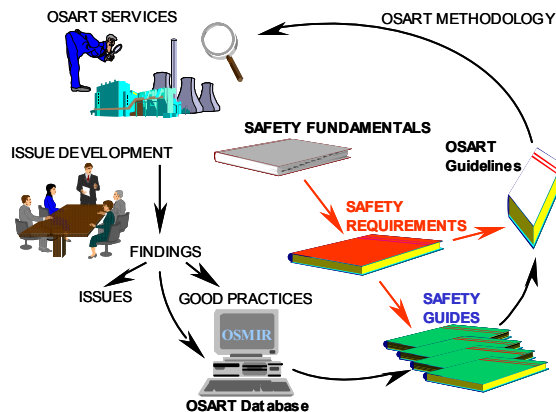 OSART SERVICES
OSART METHODOLOGY
SAFETY FUNDAMENTALS
OSART
Guidelines
ISSUE DEVELOPMENT
SAFETY
REQUIREMENTS
FINDINGS
ISSUES
GOOD PRACTICES
SAFETY
GUIDES
OSMIR
OSART Database